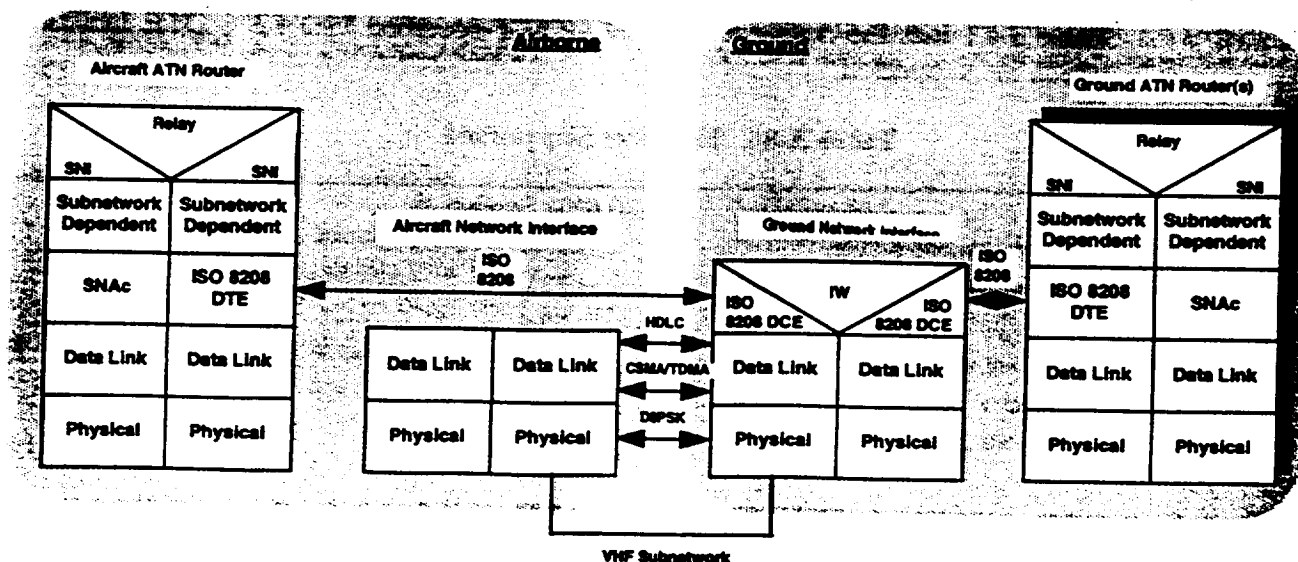 Airborne
Ground
Aircraft ATN Router
Ground ATN Router(s)
Relay
SNI
SNI
Subnetwork Dependent
Subnetwork Dependent
SNAc
ISO 8208 DTE
Data Link
Data Link
Physical
Physical
Aircraft Network Interface
ISO 8208
Data Link
Data Link
Physical
Physical
HDLC
CSMA/TDMA
D8PSK
Ground Network Interface
IW
ISO 8208 DCE
ISO 8208 DCE
Data Link
Data Link
Physical
Physical
ISO 8208
Relay
SNI
SNI
Subnetwork Dependent
Subnetwork Dependent
ISO 8208 DTE
SNAc
Data Link
Data Link
Physical
Physical
VHF Subnetwork